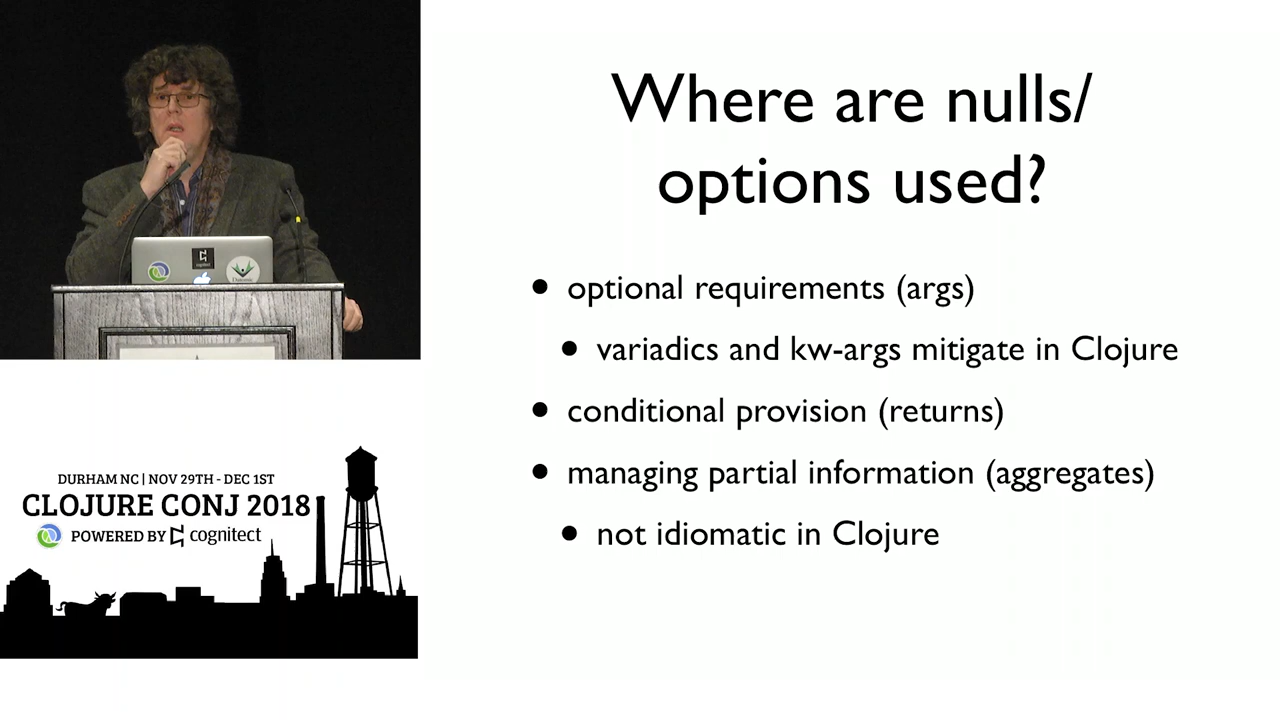 Where are nulls/
options used?
• optional requirements (args)
• variadics and kw-args mitigate in Clojure
• conditional provision (returns)
• managing partial information (aggregates)
• not idiomatic in Clojure
DURHAM NC | NOV 29TH - DEC 1ST
CLOJURE CONJ 2018
POWERED BY cognitect
cognitect